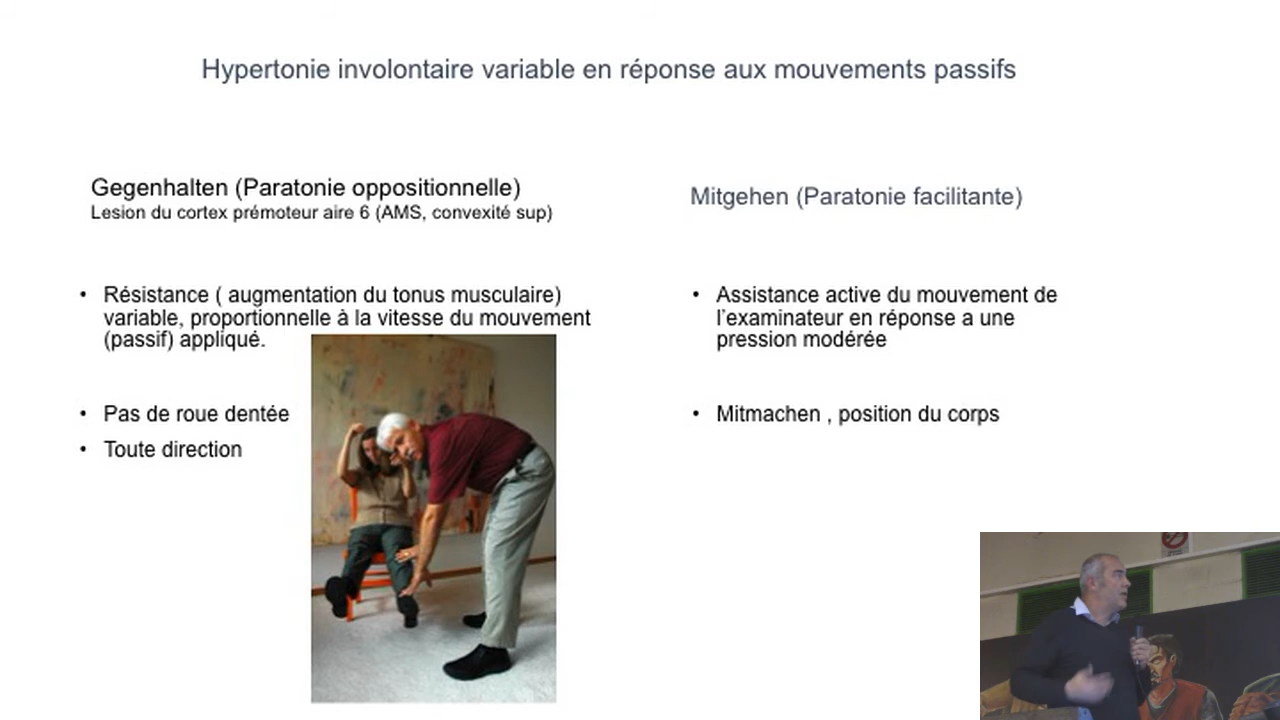 Hypertonie involontaire variable en réponse aux mouvements passifs
Gegenhalten (Paratonie oppositionnelle)
Lesion du cortex prémoteur aire 6 (AMS, convexité sup)
• Résistance ( augmentation du tonus musculaire)
variable, proportionnelle à la vitesse du mouvement
(passif) appliqué.
• Pas de roue dentée
• Toute direction
Mitgehen (Paratonie facilitante)
• Assistance active du mouvement de
l'examinateur en réponse a une
pression modérée
• Mitmachen , position du corps